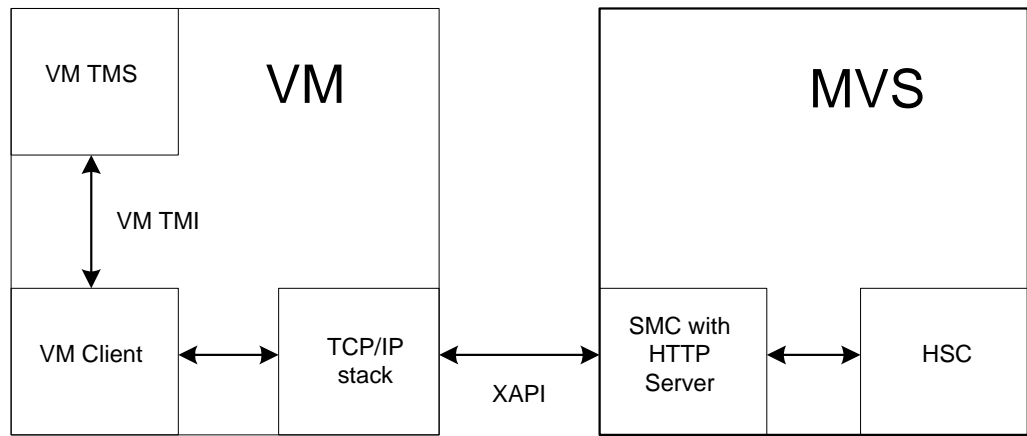 VM TMS
VM
MVS
VM TMI
VM Client
TCP/IP
stack
XAPI
SMC with
HTTP
Server
HSC